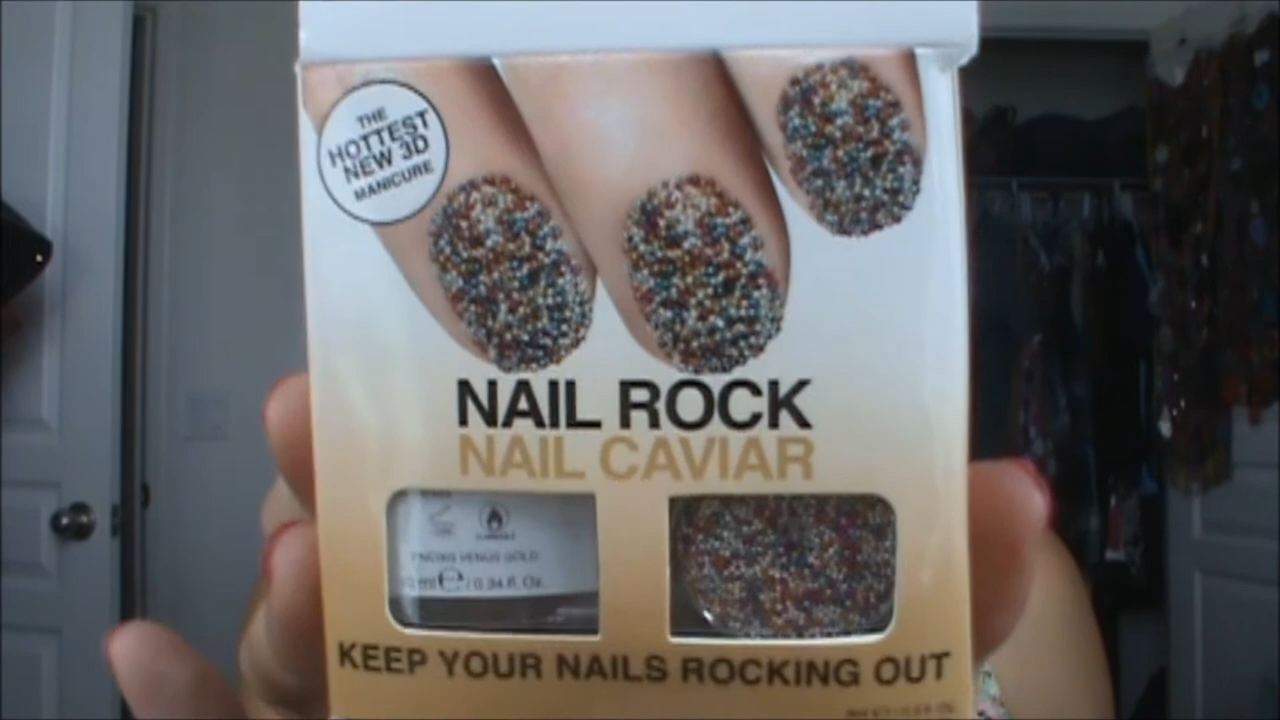 THE
HOTTEST
NEW 3D
MANICURE
NAIL ROCK
NAIL CAVIAR
VENUS GOLD
ml e / 0.34 fl. Oz.
KEEP YOUR NAILS ROCKING OUT